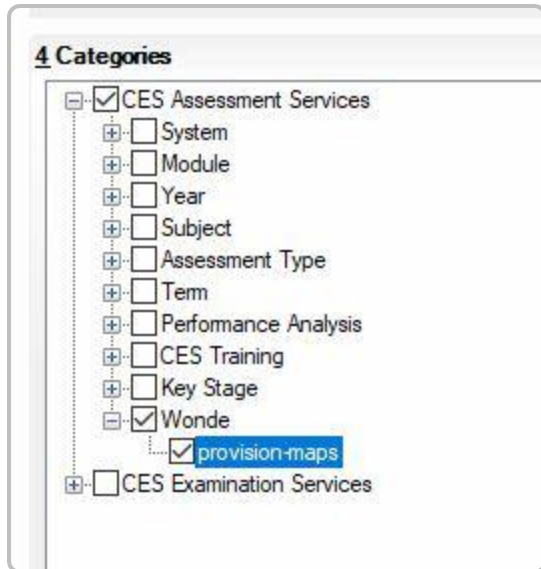 4 Categories
CES Assessment Services
System
Module
Year
Subject
Assessment Type
Term
Performance Analysis
CES Training
Key Stage
Wonde
provision-maps
CES Examination Services